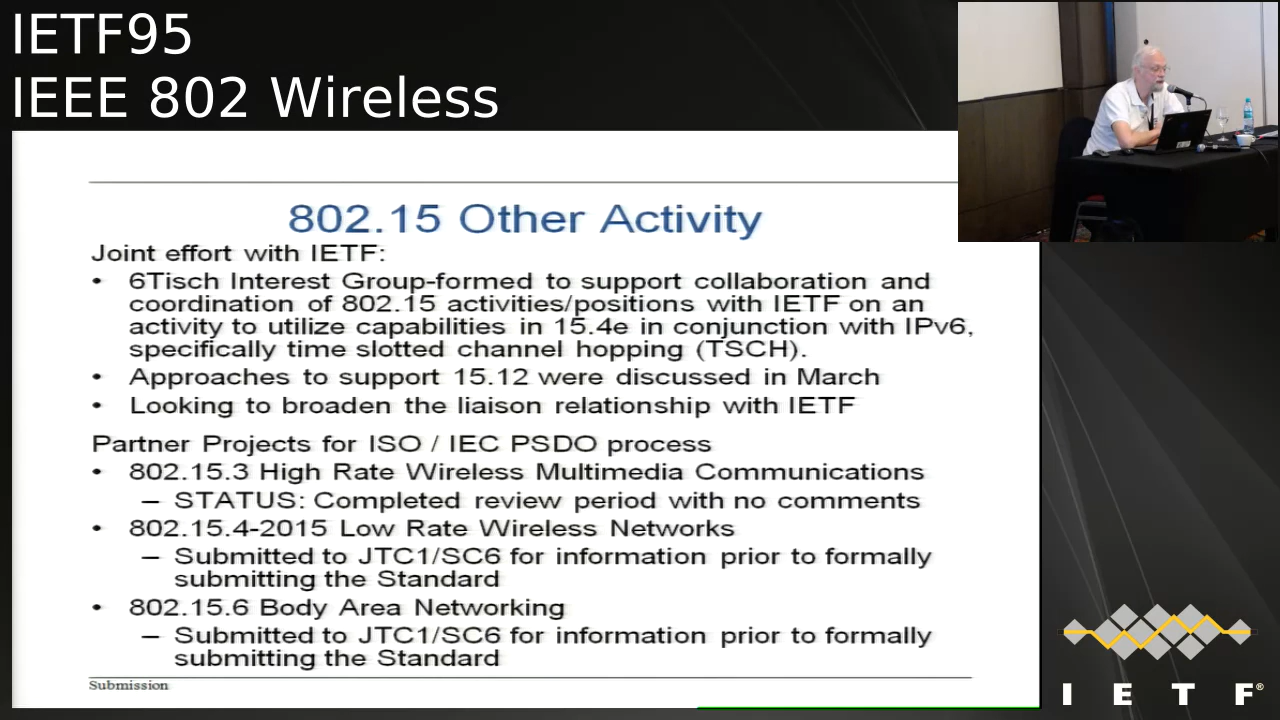 IETF95
IEEE 802 Wireless
802.15 Other Activity
Joint effort with IETF:
• 6Tisch Interest Group-formed to support collaboration and
coordination of 802.15 activities/positions with IETF on an
activity to utilize capabilities in 15.4e in conjunction with IPv6,
specifically time slotted channel hopping (TSCH).
• Approaches to support 15.12 were discussed in March
• Looking to broaden the liaison relationship with IETF
Partner Projects for ISO / IEC PSDO process
• 802.15.3 High Rate Wireless Multimedia Communications
– STATUS: Completed review period with no comments
• 802.15.4-2015 Low Rate Wireless Networks
– Submitted to JTC1/SC6 for information prior to formally
submitting the Standard
• 802.15.6 Body Area Networking
– Submitted to JTC1/SC6 for information prior to formally
submitting the Standard
Submission
I E T F®